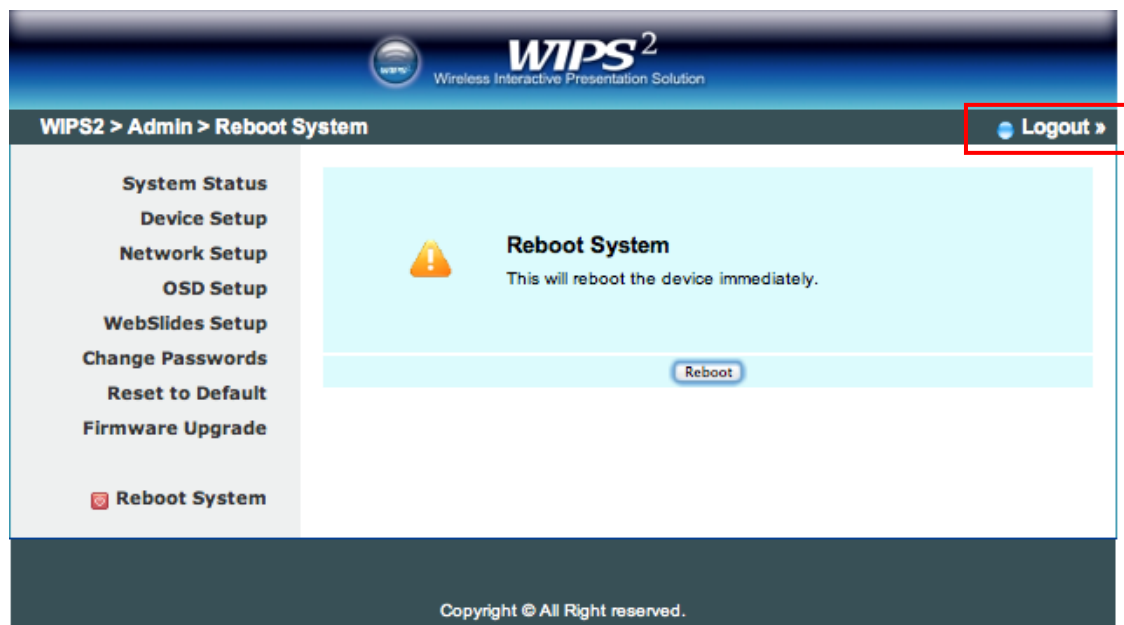 WIPS2
Wireless Interactive Presentation Solution
WIPS2 > Admin > Reboot System
Logout »
System Status
Device Setup
Network Setup
OSD Setup
WebSlides Setup
Change Passwords
Reset to Default
Firmware Upgrade
Reboot System
Reboot System
This will reboot the device immediately.
Reboot
Copyright © All Right reserved.